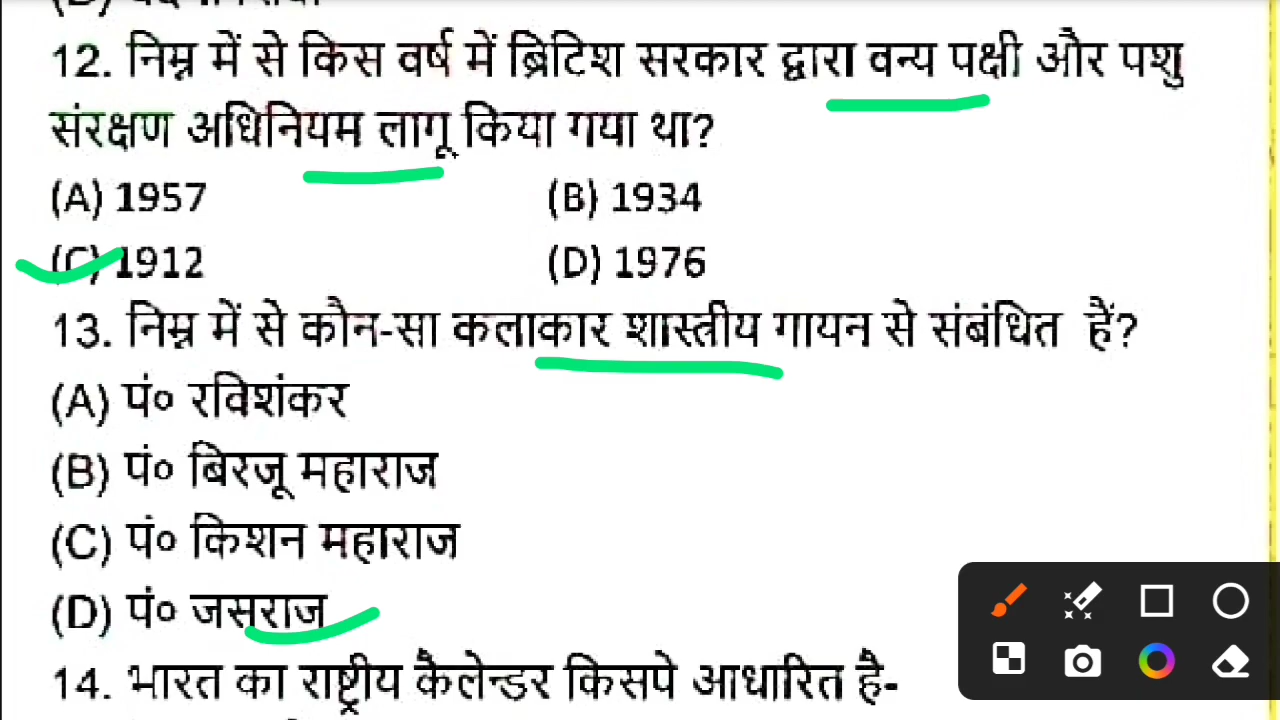 12. निम्न में से किस वर्ष में ब्रिटिश सरकार द्वारा वन्य पक्षी और पशु
संरक्षण अधिनियम लागू किया गया था?
(A) 1957 (B) 1934
(C) 1912 (D) 1976
13. निम्न में से कौन-सा कलाकार शास्त्रीय गायन से संबंधित हैं?
(A) पं० रविशंकर
(B) पं० बिरजू महाराज
(C) पं० किशन महाराज
(D) पं० जसराज
14. भारत का राष्ट्रीय कैलेन्डर किसपे आधारित है-